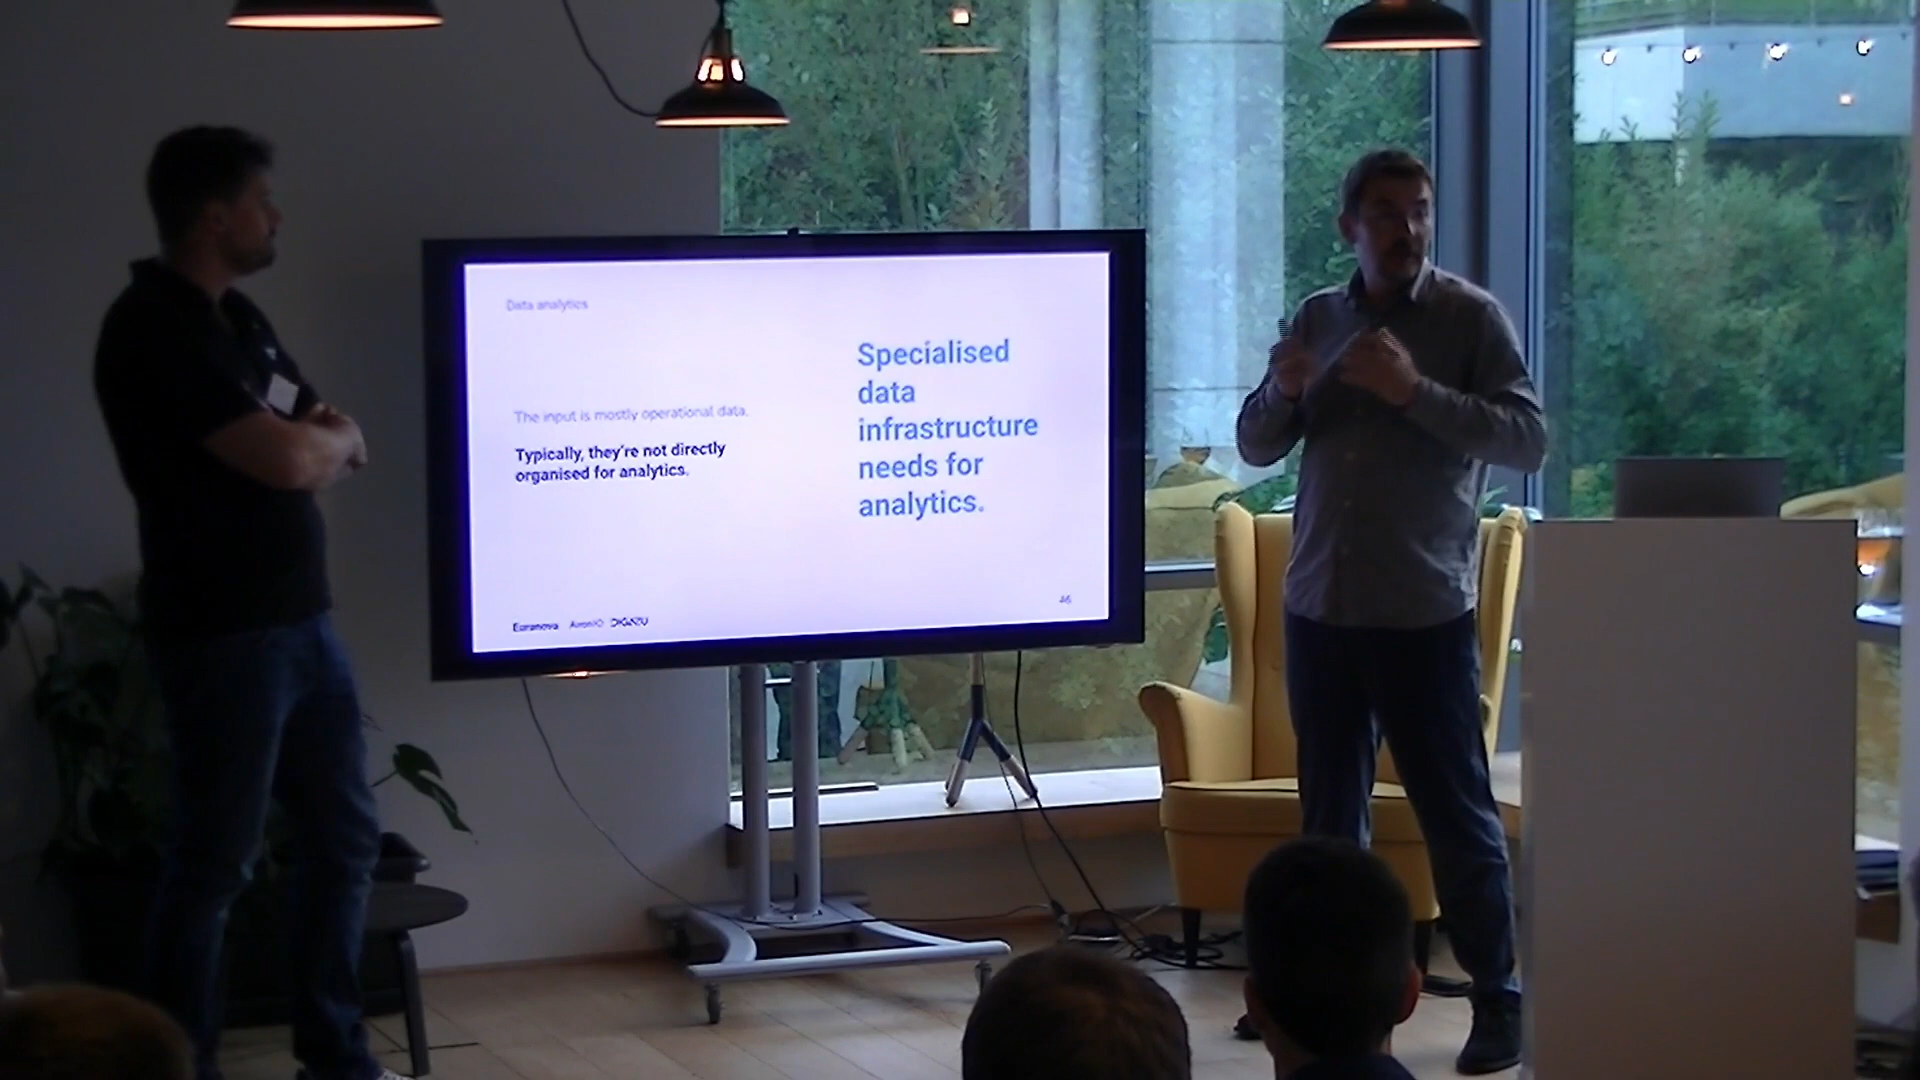 Data analytics
The input is mostly operational data.
Typically, they're not directly
organised for analytics.
Specialised
data
infrastructure
needs for
analytics.
46
Euranova DIGAZU